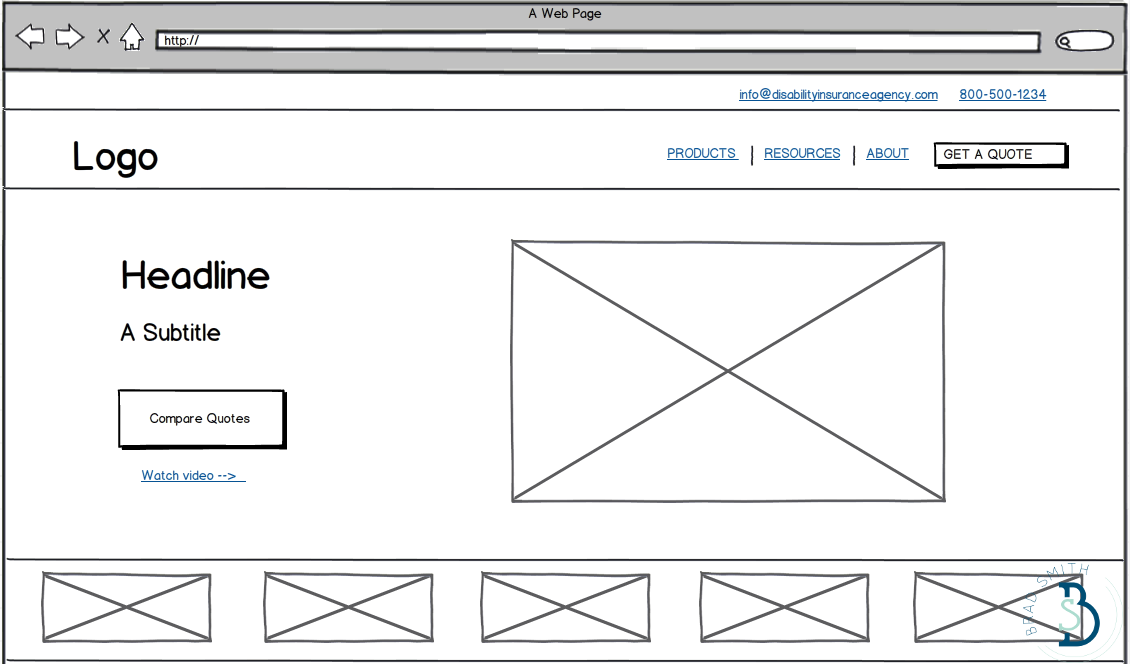 A Web Page
http://
info@disabilityinsuranceagency.com 800-500-1234
Logo
PRODUCTS | RESOURCES | ABOUT GET A QUOTE
Headline
A Subtitle
Compare Quotes
Watch video -->
BRAD SMITH
BS